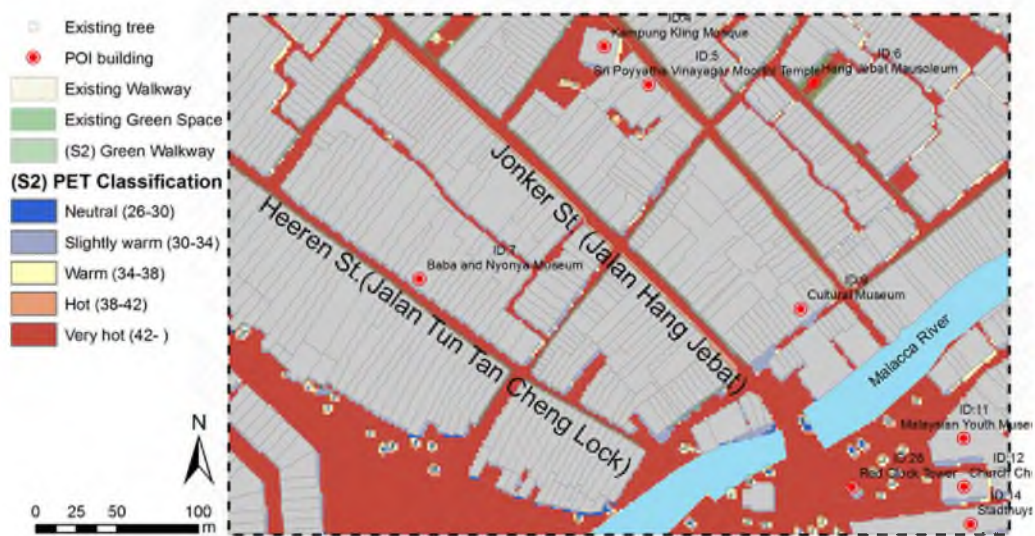 Existing tree
POI building
Existing Walkway
Existing Green Space
(S2) Green Walkway
(S2) PET Classification
Neutral (26-30)
Slightly warm (30-34)
Warm (34-38)
Hot (38-42)
Very hot (42- )
N
0 25 50 100
m
ID:4
Kampung Kling Mosque
ID:5
Sri Poyyatha Vinayagar Moorthi Temple
ID:6
Hang Jebat Mausoleum
Jonker St. (Jalan Hang Jebat)
Heeren St.(Jalan Tun Tan Cheng Lock)
ID:7
Baba and Nyonya Museum
Cultural Museum
Malacca River
ID:11
Malaysian Youth Muse
ID:26
Red Clock Tower
ID:12
Church Ch
ID:14
Stadthuys